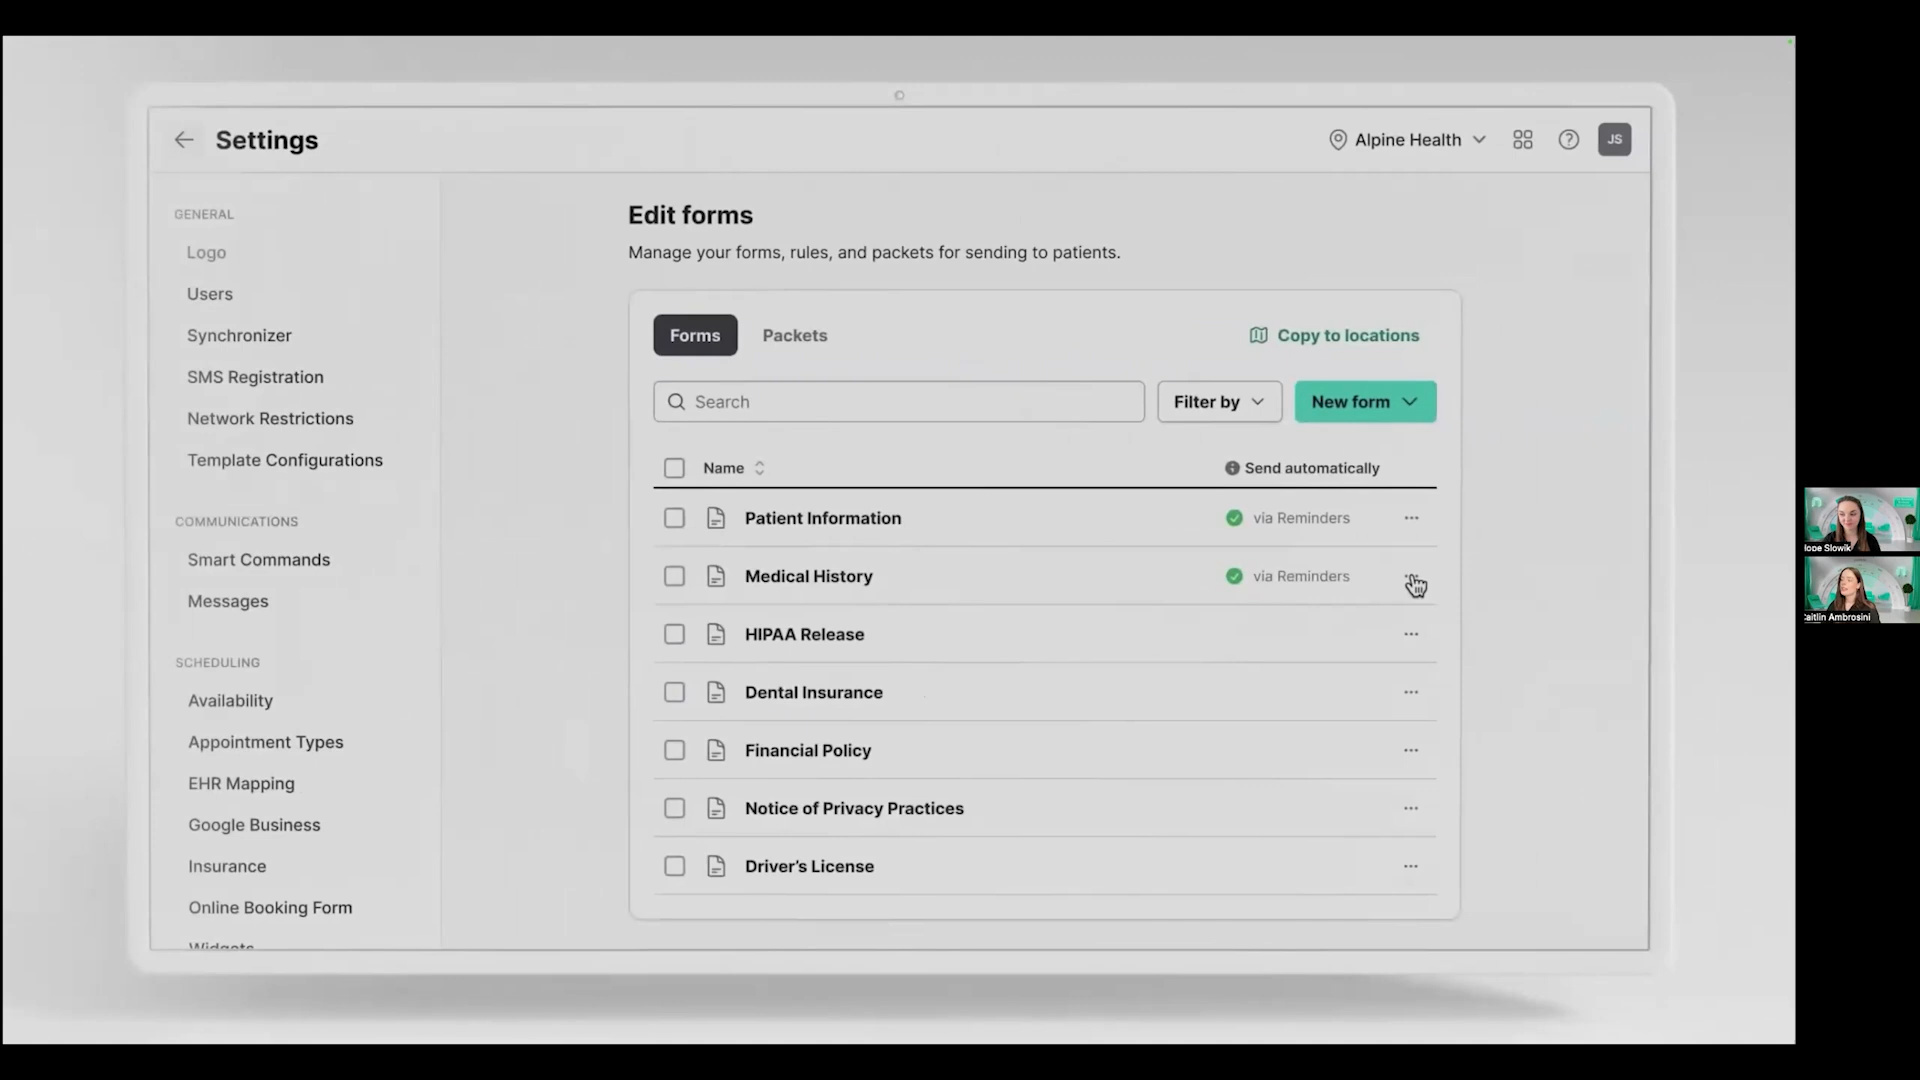 Settings
Alpine Health
JS
GENERAL
Logo
Users
Synchronizer
SMS Registration
Network Restrictions
Template Configurations
COMMUNICATIONS
Smart Commands
Messages
SCHEDULING
Availability
Appointment Types
EHR Mapping
Google Business
Insurance
Online Booking Form
Widgets
Edit forms
Manage your forms, rules, and packets for sending to patients.
Forms
Packets
Copy to locations
Search
Filter by
New form
Name
Send automatically
Patient Information
via Reminders
Medical History
via Reminders
HIPAA Release
Dental Insurance
Financial Policy
Notice of Privacy Practices
Driver’s License
Slowik
Caitlin Ambrosini